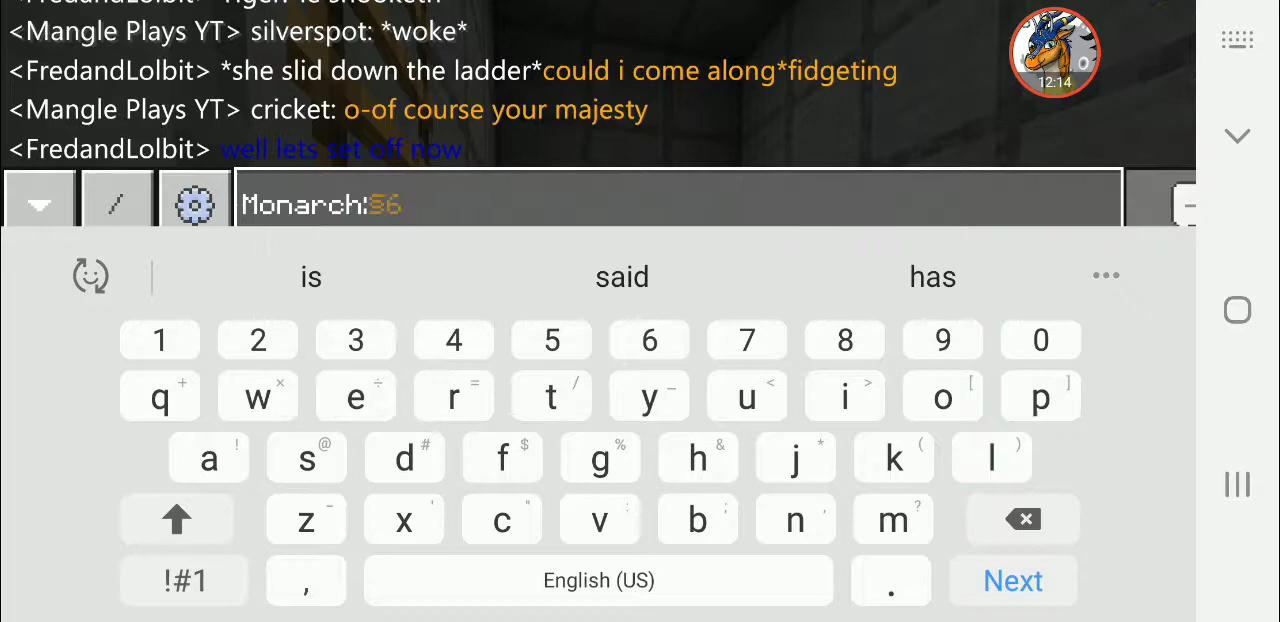 <Mangle Plays YT> silverspot: *woke*
<FredandLolbit> *she slid down the ladder*could i come along*fidgeting
<Mangle Plays YT> cricket: o-of course your majesty
<FredandLolbit> well lets set off now
/ Monarch:§6
12:14
is said has
1 2 3 4 5 6 7 8 9 0
q + w × e ÷ r = t / y _ u < i > o [ p ]
a ! s @ d # f $ g % h & j * k ( l )
z - x ' c " v : b ; n , m ?
!#1 , English (US) . Next